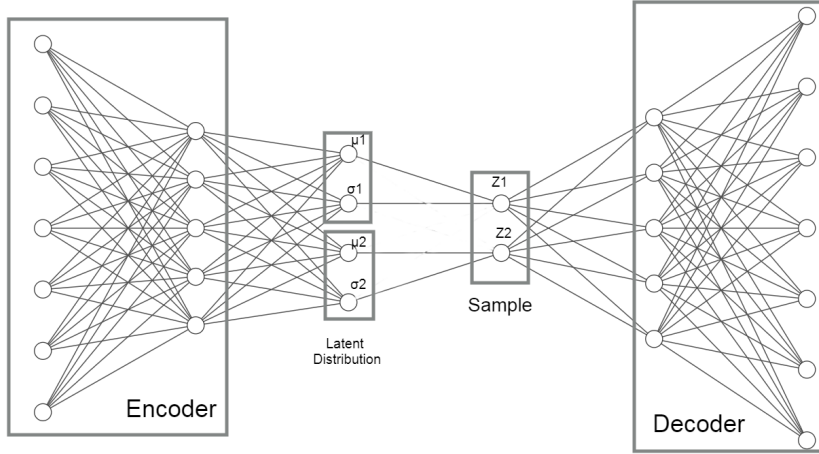 μ1
σ1
μ2
σ2
Z1
Z2
Sample
Latent
Distribution
Encoder
Decoder